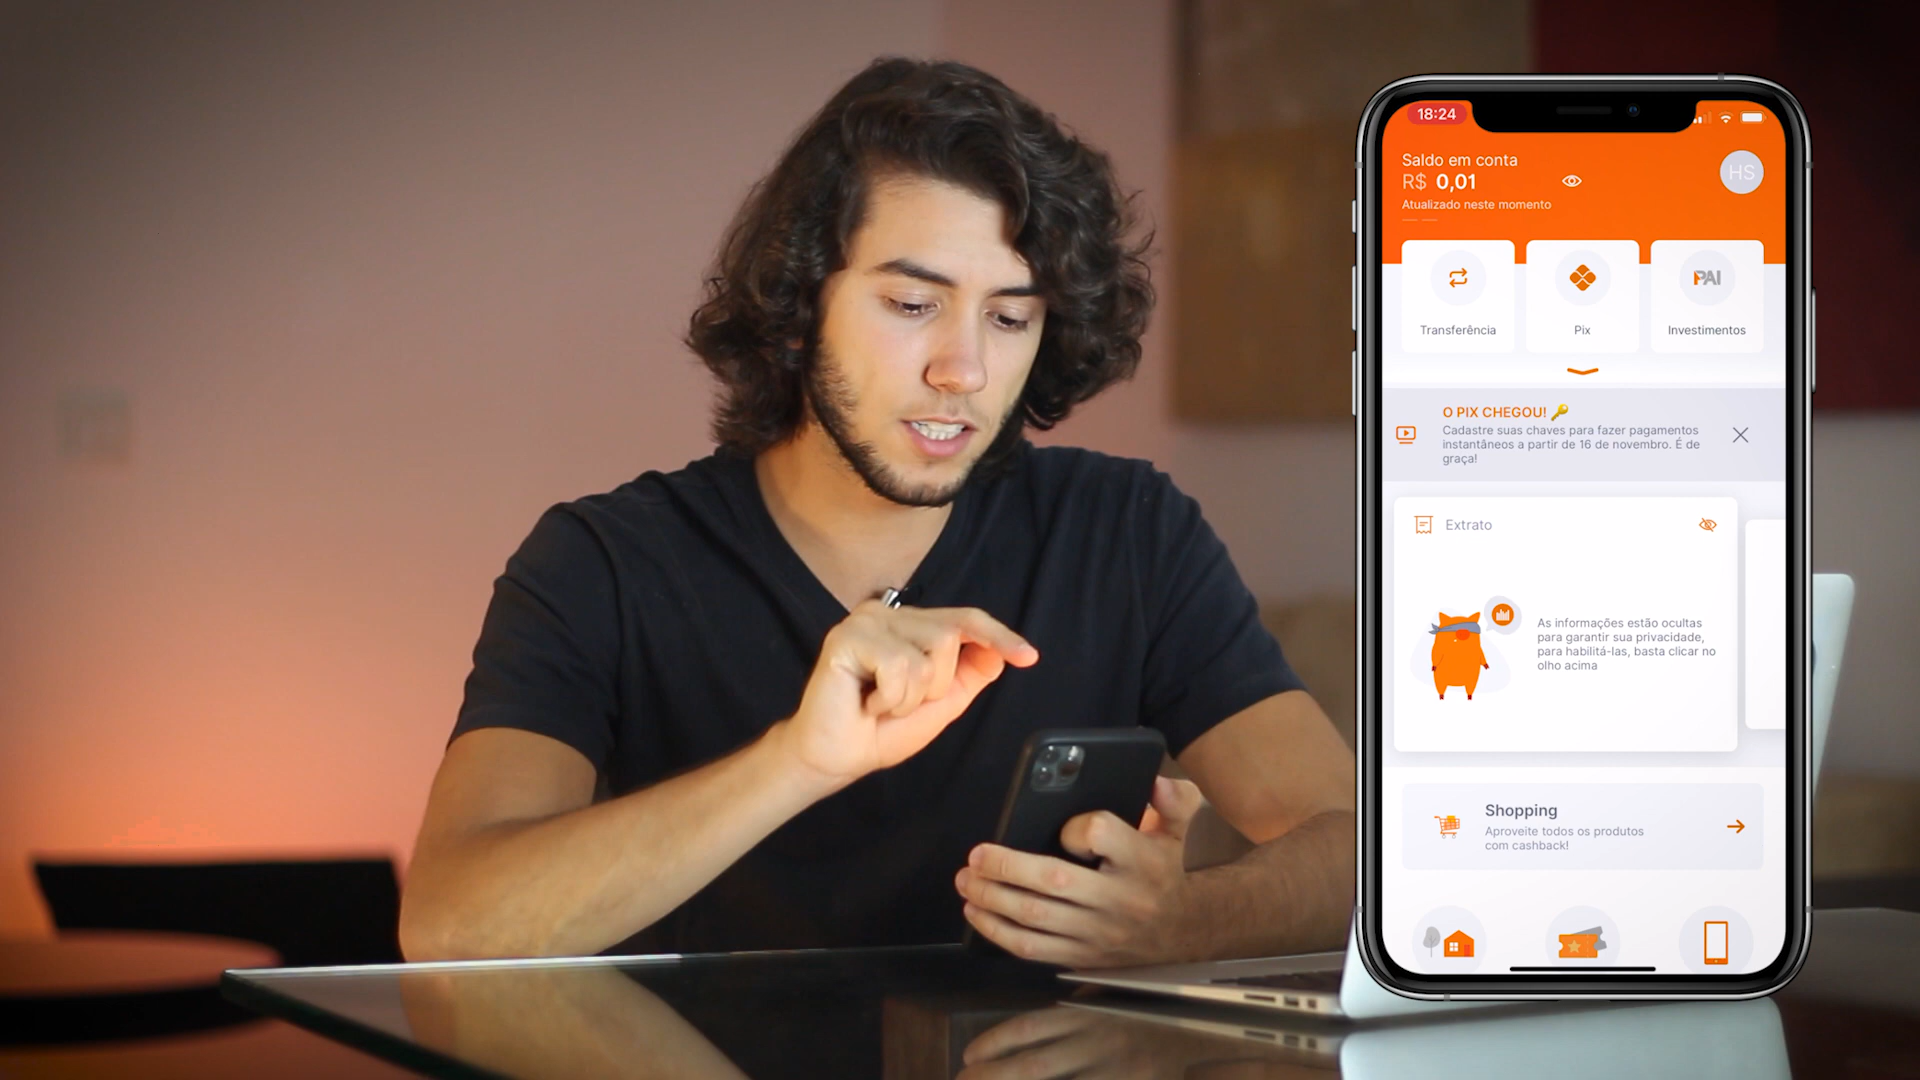 18:24
Saldo em conta
R$ 0,01
HS
Atualizado neste momento
PAI
Transferência
Pix
Investimentos
O PIX CHEGOU! 🔑
Cadastre suas chaves para fazer pagamentos
instantâneos a partir de 16 de novembro. É de
graça!
Extrato
As informações estão ocultas
para garantir sua privacidade,
para habilitá-las, basta clicar no
olho acima
Shopping
Aproveite todos os produtos
com cashback!